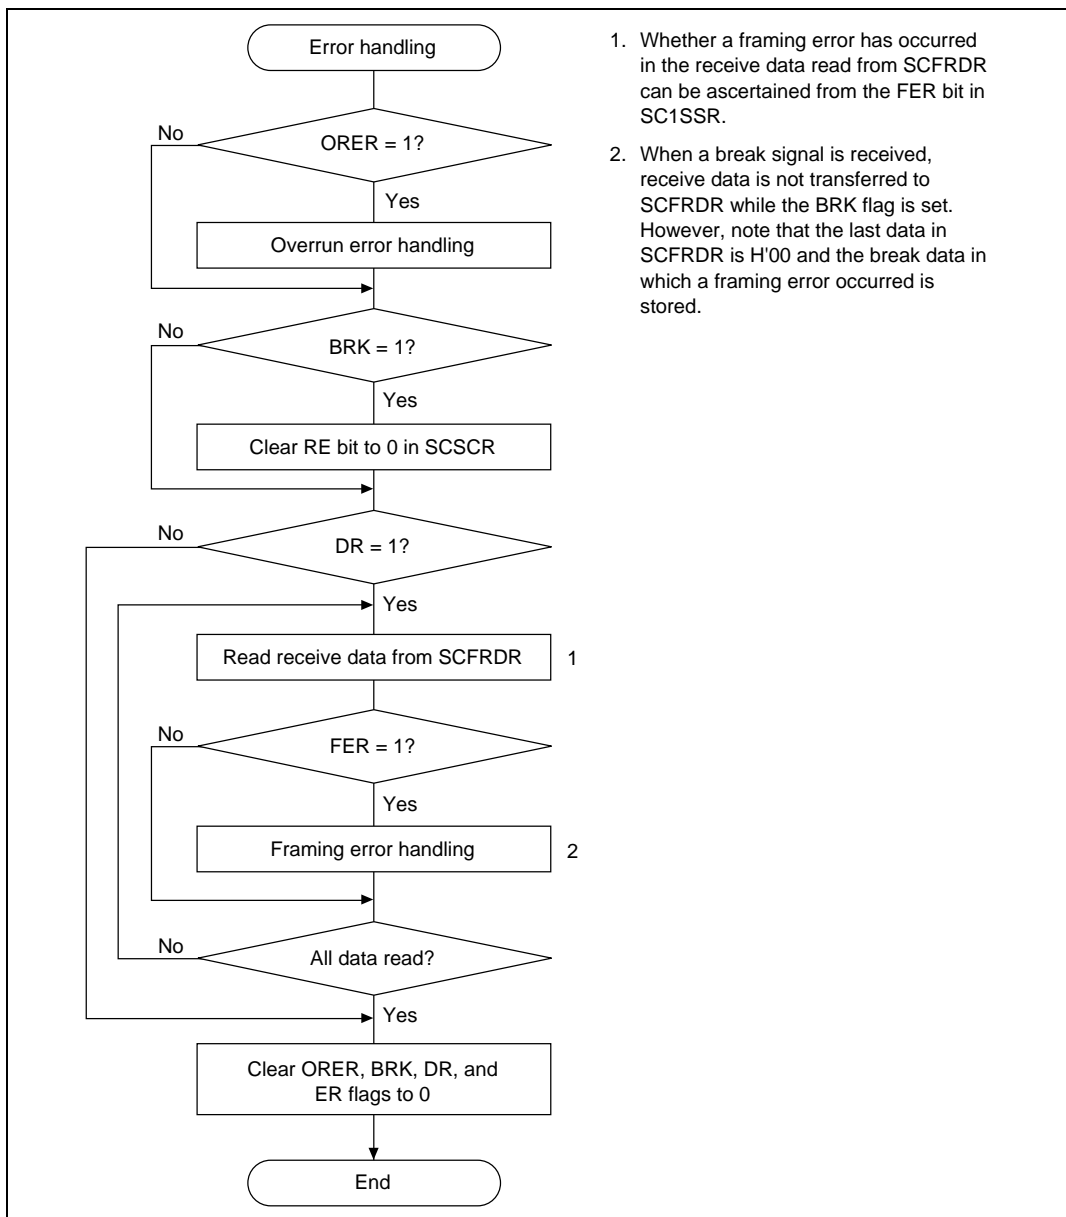 Error handling
No
ORER = 1?
Yes
Overrun error handling
No
BRK = 1?
Yes
Clear RE bit to 0 in SCSCR
No
DR = 1?
Yes
Read receive data from SCFRDR 1
No
FER = 1?
Yes
Framing error handling 2
No
All data read?
Yes
Clear ORER, BRK, DR, and
ER flags to 0
End
1. Whether a framing error has occurred
in the receive data read from SCFRDR
can be ascertained from the FER bit in
SC1SSR.
2. When a break signal is received,
receive data is not transferred to
SCFRDR while the BRK flag is set.
However, note that the last data in
SCFRDR is H'00 and the break data in
which a framing error occurred is
stored.